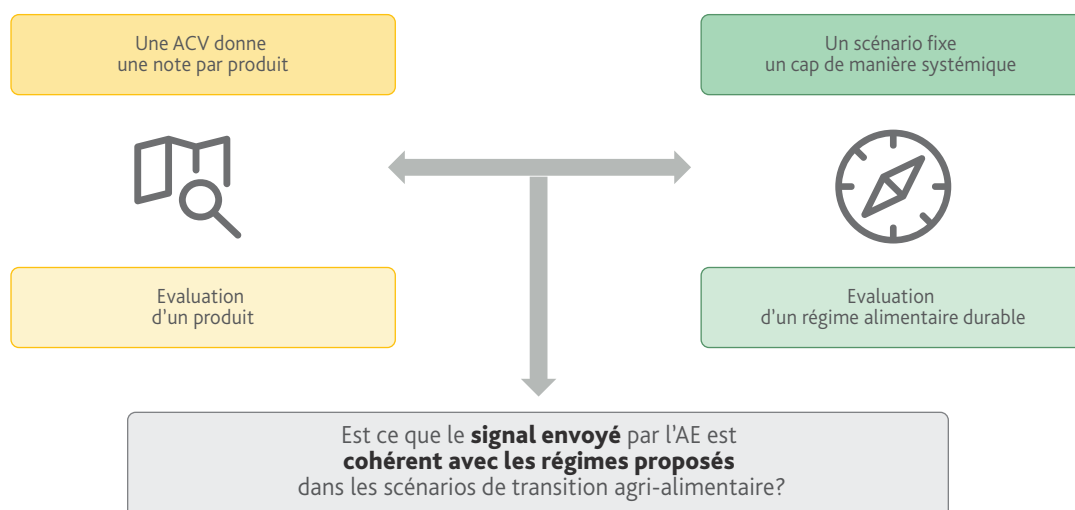 Une ACV donne
une note par produit
Un scénario fixe
un cap de manière systémique
Evaluation
d'un produit
Evaluation
d'un régime alimentaire durable
Est ce que le signal envoyé par l'AE est
cohérent avec les régimes proposés
dans les scénarios de transition agri-alimentaire?